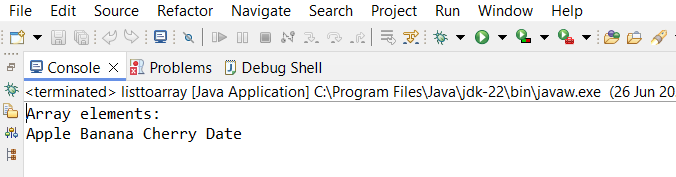 File Edit Source Refactor Navigate Search Project Run Window Help
Console Problems Debug Shell
<terminated> listtoarray [Java Application] C:\Program Files\Java\jdk-22\bin\javaw.exe (26 Jun 20
Array elements:
Apple Banana Cherry Date